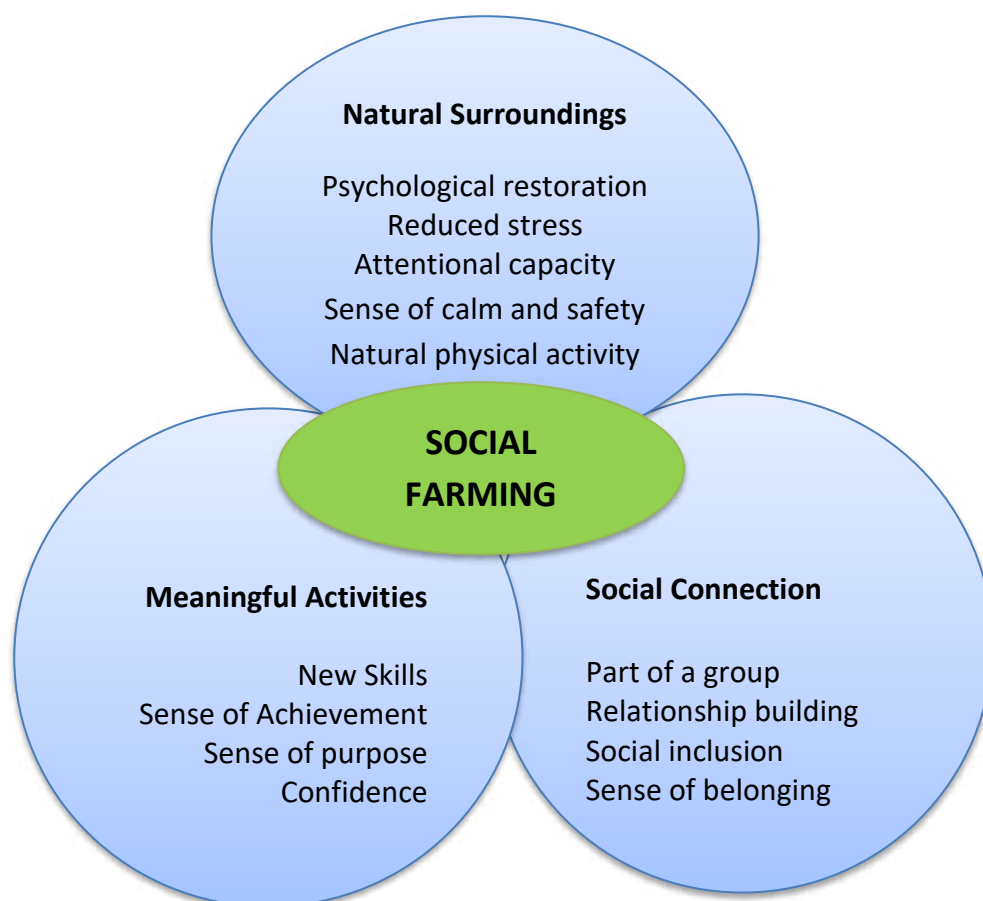 Natural Surroundings
Psychological restoration
Reduced stress
Attentional capacity
Sense of calm and safety
Natural physical activity
SOCIAL
FARMING
Meaningful Activities
New Skills
Sense of Achievement
Sense of purpose
Confidence
Social Connection
Part of a group
Relationship building
Social inclusion
Sense of belonging